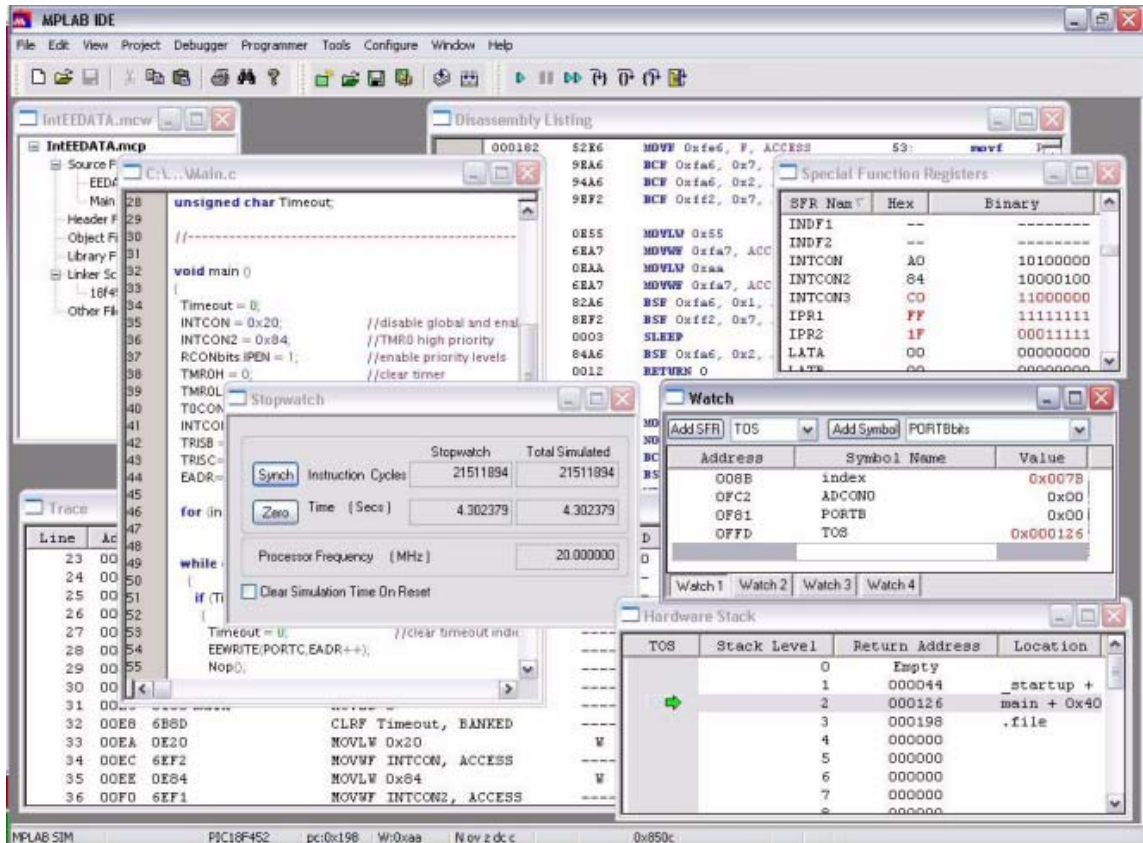 MPLAB IDE
File Edit View Project Debugger Programmer Tools Configure Window Help
IntEEDATA.mcw
IntEEDATA.mcp
Source F
EEDA
Main
Header F
Object Fi
Library F
Linker Sc
18f4
Other File
C:\...\Main.c
28 unsigned char Timeout;
29
30 //--------------------------------------------------
31
32 void main ()
33 {
34 Timeout = 0;
35 INTCON = 0x20; //disable global and enal
36 INTCON2 = 0x84; //TMR0 high priority
37 RCONbits.IPEN = 1; //enable priority levels
38 TMR0H = 0; //clear timer
39 TMR0L
40 T0CON
41 INTCO
42 TRISB =
43 TRISC=
44 EADR=
45
46 for (in
47
48
49 while
50 {
51 if (Ti
52 {
53 Timeout = 0; //clear timeout indic
54 EEWRITE(PORTC,EADR++);
55 Nop();
Disassembly Listing
000182 52E6 MOVF 0xfe6, F, ACCESS 53: movf P
9EA6 BCF 0xfa6, 0x7,
94A6 BCF 0xfa6, 0x2,
9EF2 BCF 0xff2, 0x7,
0E55 MOVLW 0x55
6EA7 MOVWF 0xfa7, ACC
0EAA MOVLW 0xaa
6EA7 MOVWF 0xfa7, ACC
82A6 BSF 0xfa6, 0x1,
8EF2 BSF 0xff2, 0x7,
0003 SLEEP
84A6 BSF 0xfa6, 0x2,
0012 RETURN 0
MO
NO
BC
BS
Special Function Registers
SFR Nam Hex Binary
INDF1 -- --------
INDF2 -- --------
INTCON A0 10100000
INTCON2 84 10000100
INTCON3 C0 11000000
IPR1 FF 11111111
IPR2 1F 00011111
LATA 00 00000000
LATB 00 00000000
Stopwatch
Stopwatch Total Simulated
Synch Instruction Cycles 21511894 21511894
Zero Time (Secs) 4.302379 4.302379
Processor Frequency (MHz) 20.000000
Clear Simulation Time On Reset
Watch
Add SFR TOS Add Symbol PORTBbits
Address Symbol Name Value
008B index 0x007B
0FC2 ADCON0 0x00
0F81 PORTB 0x00
0FFD TOS 0x000126
Watch 1 Watch 2 Watch 3 Watch 4
Trace
Line Ad D
23 00
24 00
25 00
26 00
27 00
28 00
29 00
30 00
31
32 00E8 6B8D CLRF Timeout, BANKED ----
33 00EA 0E20 MOVLW 0x20 W
34 00EC 6EF2 MOVWF INTCON, ACCESS ----
35 00EE 0E84 MOVLW 0x84 W
36 00F0 6EF1 MOVWF INTCON2, ACCESS ----
Hardware Stack
TOS Stack Level Return Address Location
0 Empty
1 000044 _startup +
2 000126 main + 0x40
3 000198 .file
4 000000
5 000000
6 000000
7 000000
8 000000
MPLAB SIM PIC18F452 pc:0x198 W:0xaa N ov z dc c 0x850c